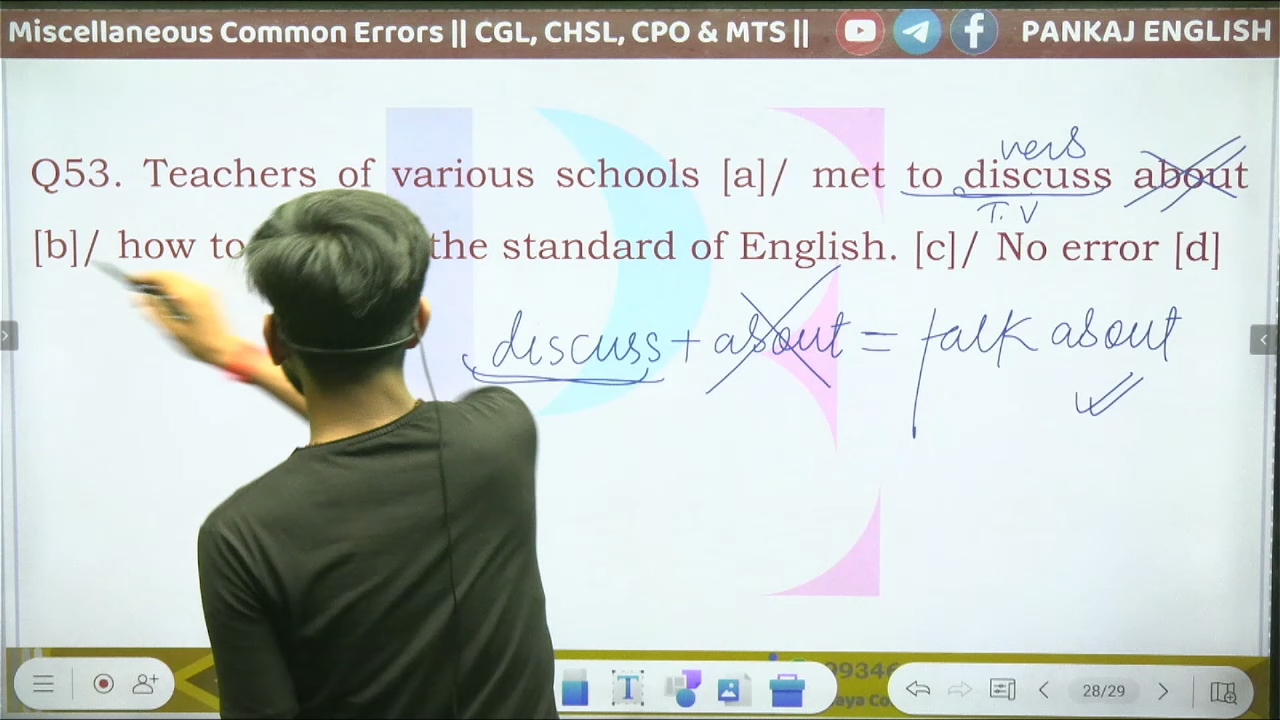 Miscellaneous Common Errors || CGL, CHSL, CPO & MTS || PANKAJ ENGLISH
verb
Q53. Teachers of various schools [a]/ met to discuss about
T.V
[b]/ how to the standard of English. [c]/ No error [d]
discuss + about = talk about
28/29